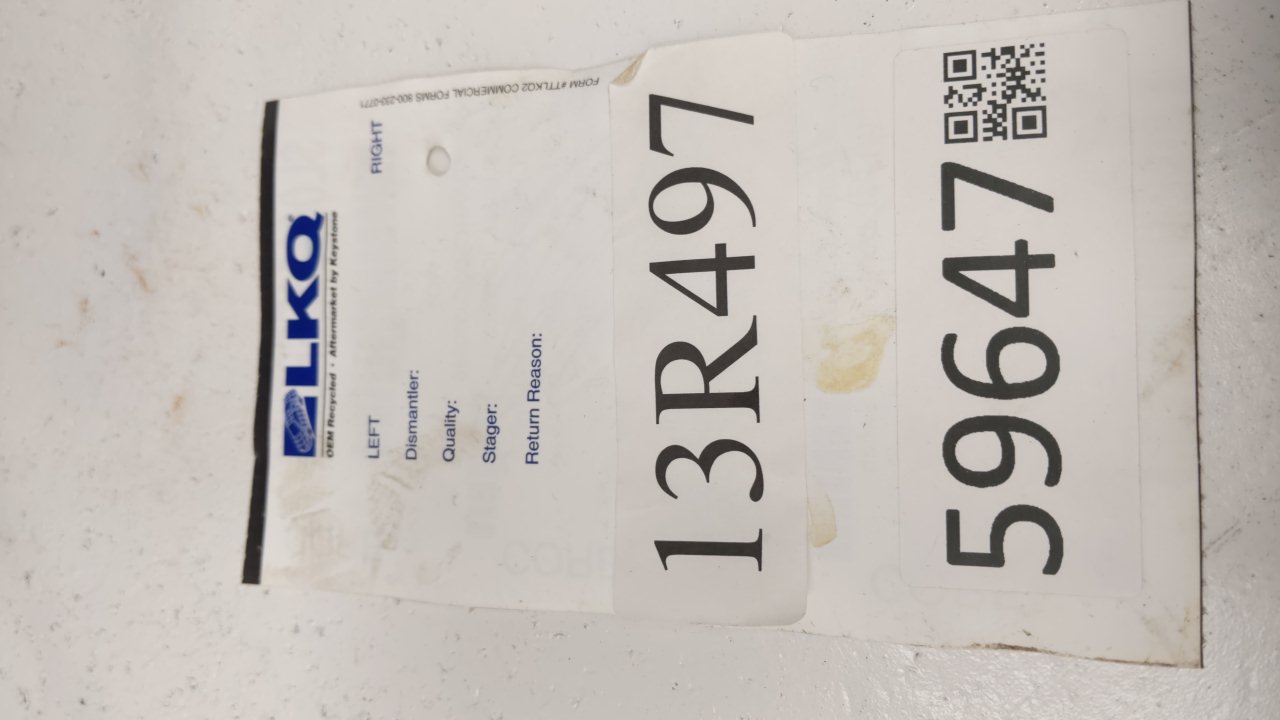 LKQ
OEM Recycled · Aftermarket by Keystone
LEFT RIGHT
Dismantler:
Quality:
Stager:
Return Reason:
FORM #TTLKQ2 COMMERCIAL FORMS 800-233-0771
13R497
59647